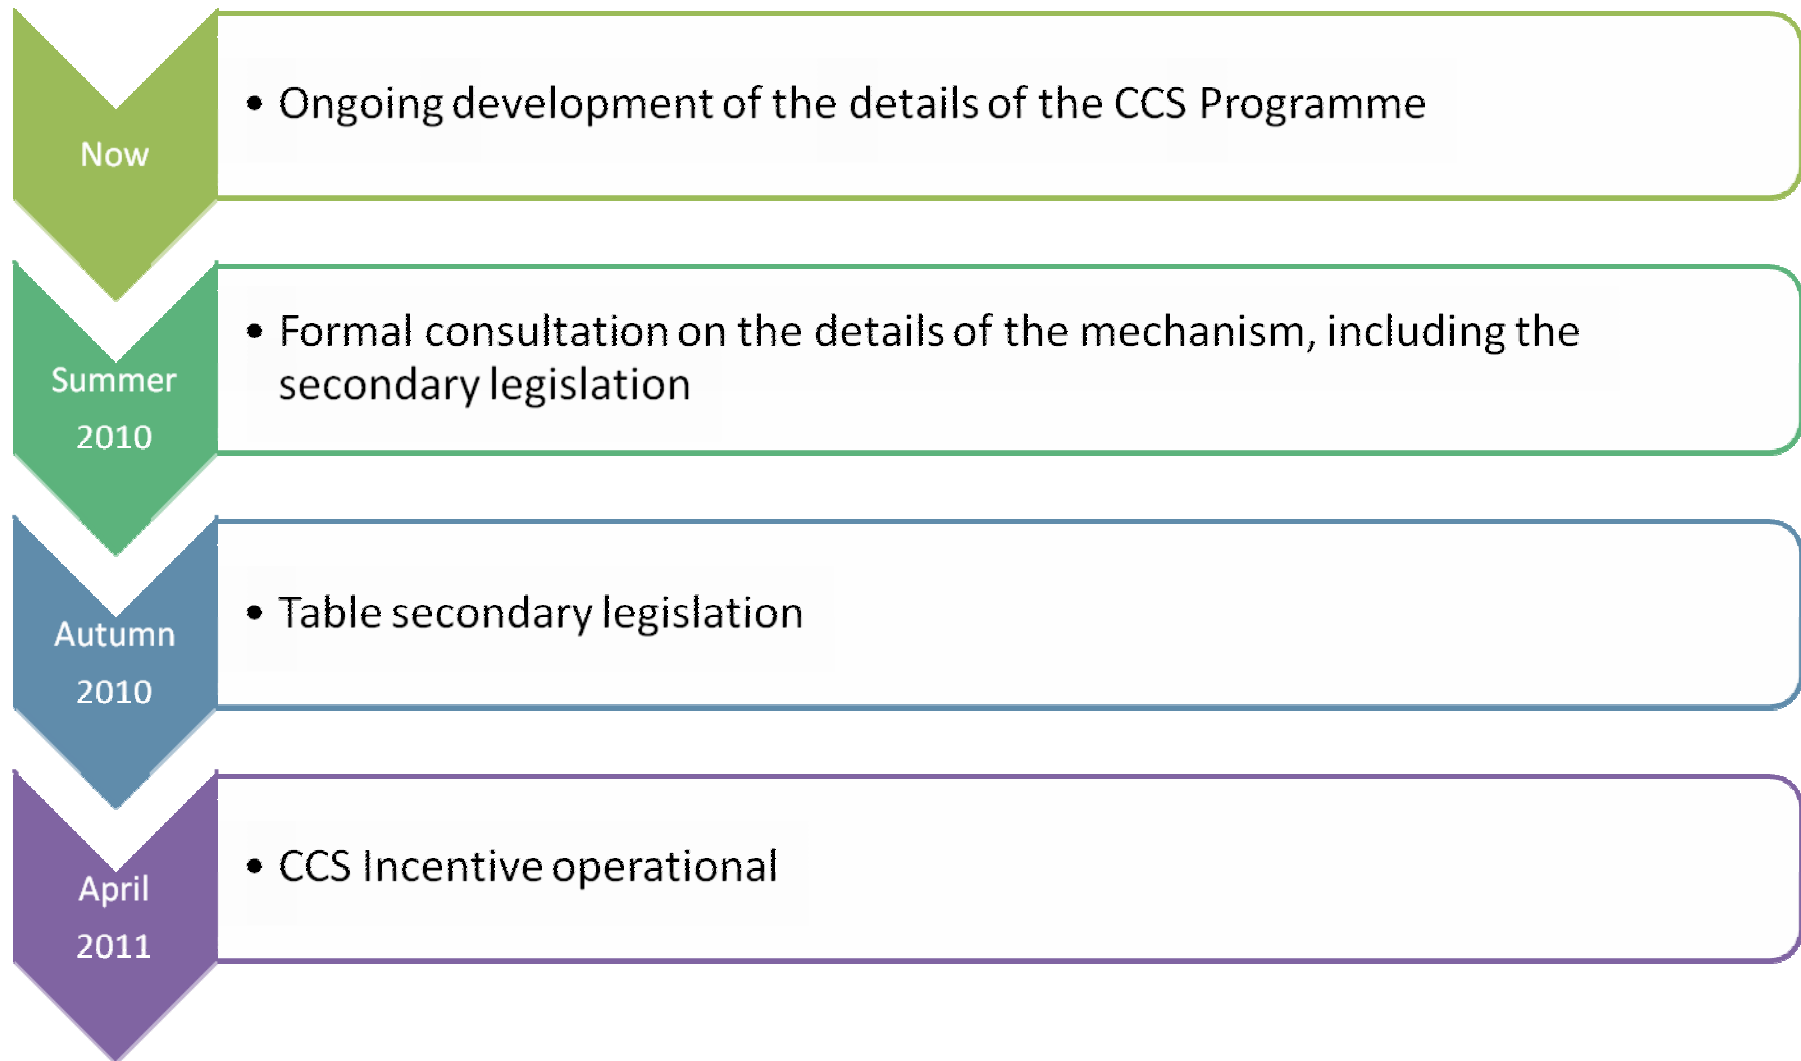 Now
• Ongoing development of the details of the CCS Programme
Summer
2010
• Formal consultation on the details of the mechanism, including the
secondary legislation
Autumn
2010
• Table secondary legislation
April
2011
• CCS Incentive operational